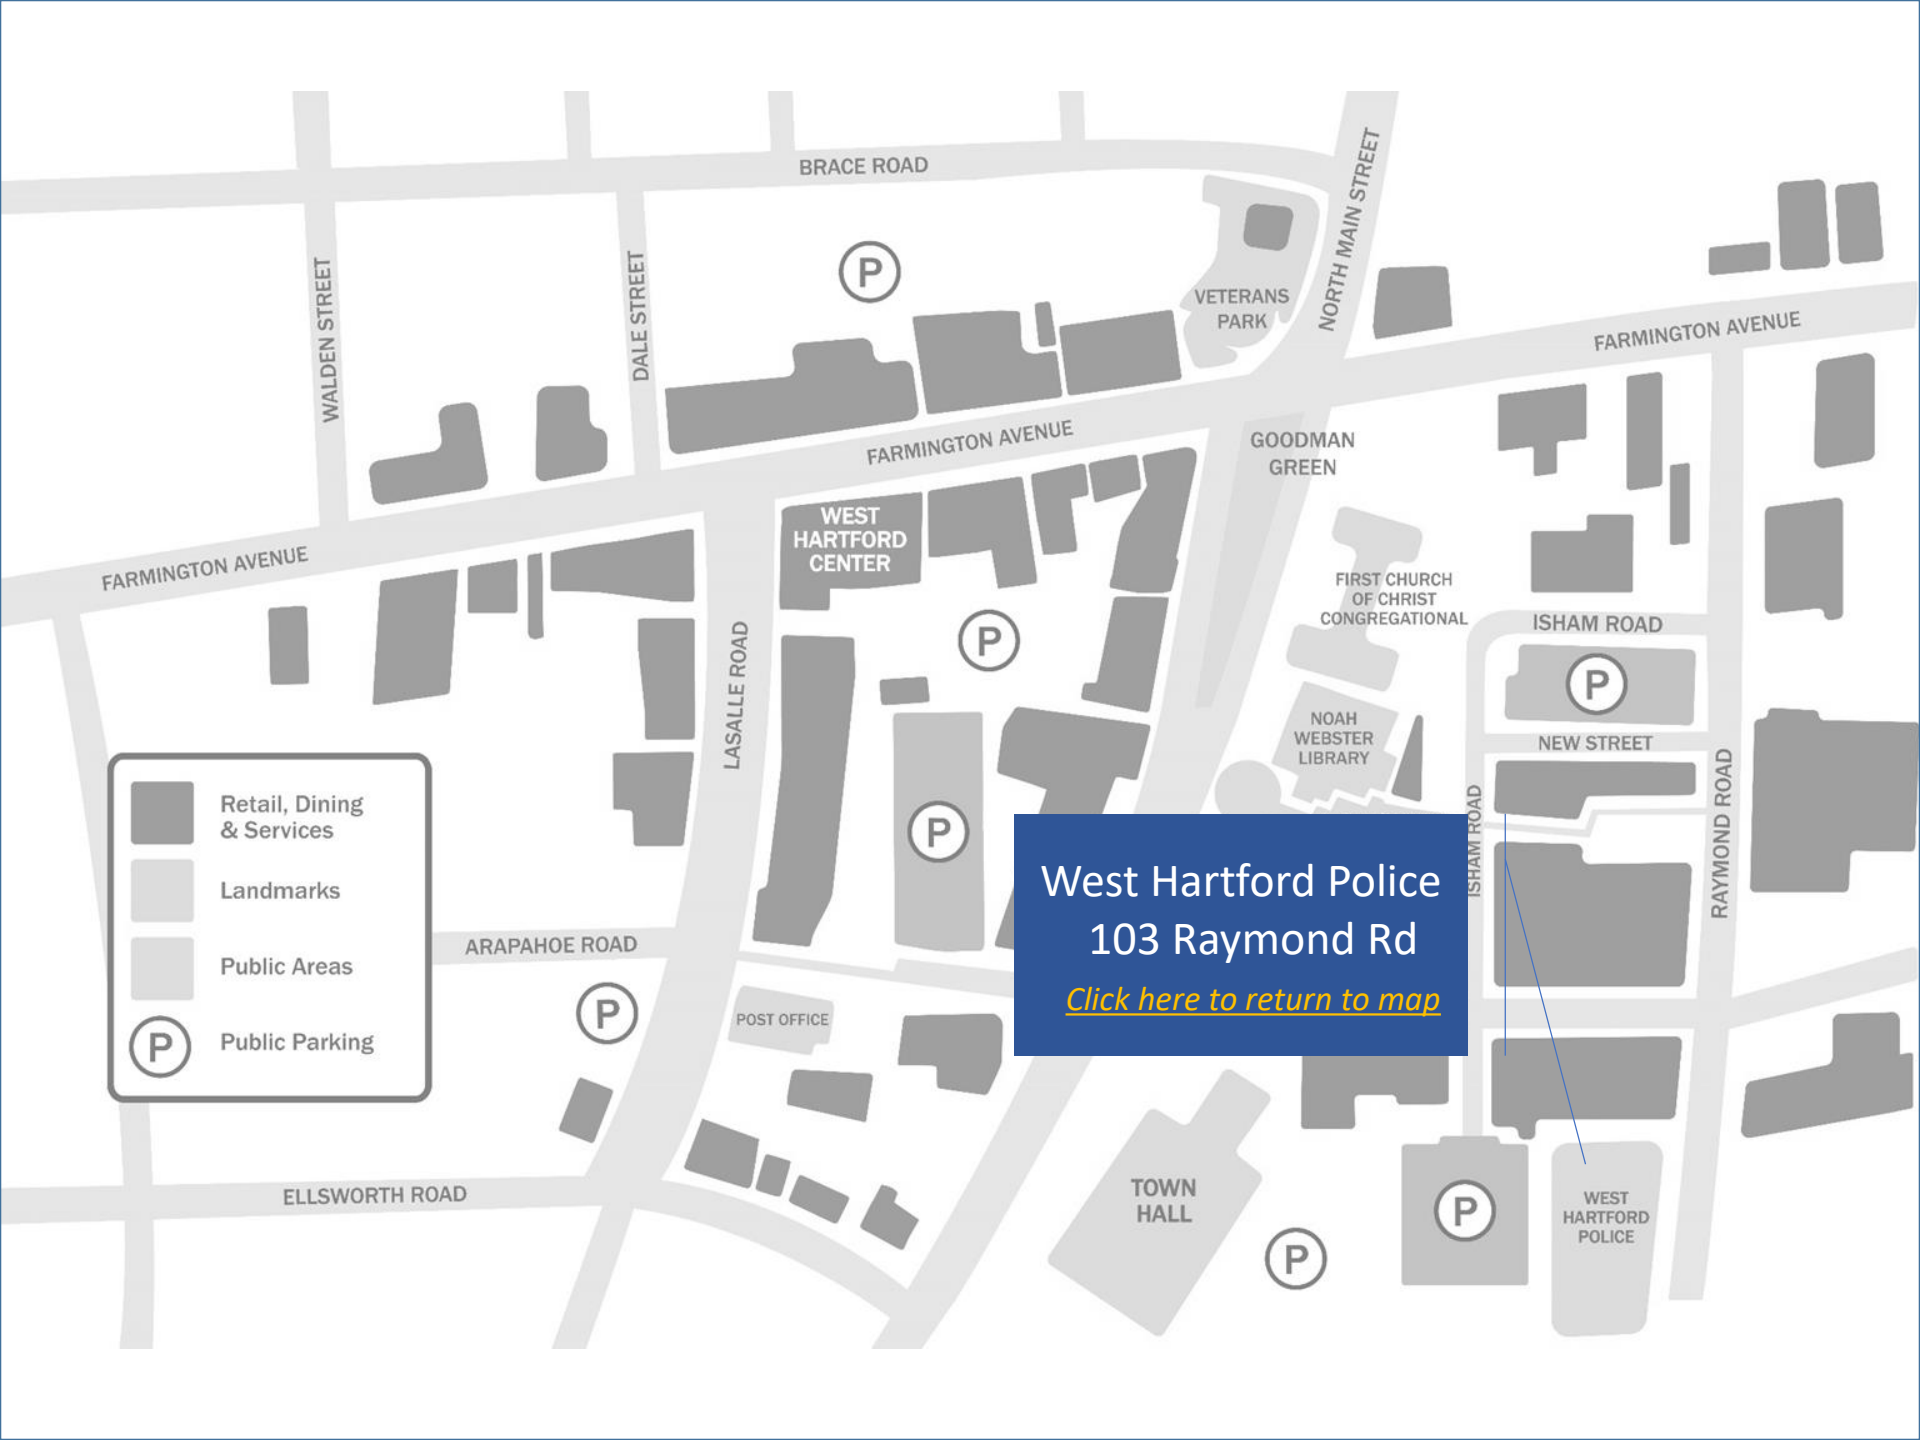 BRACE ROAD
NORTH MAIN STREET
WALDEN STREET
DALE STREET
P
VETERANS
PARK
FARMINGTON AVENUE
FARMINGTON AVENUE
GOODMAN
GREEN
WEST
HARTFORD
CENTER
FARMINGTON AVENUE
FIRST CHURCH
OF CHRIST
CONGREGATIONAL
ISHAM ROAD
P
P
LASALLE ROAD
NOAH
WEBSTER
LIBRARY
NEW STREET
RAYMOND ROAD
ISHAM ROAD
Retail, Dining
& Services
Landmarks
Public Areas
P
Public Parking
P
West Hartford Police
103 Raymond Rd
Click here to return to map
ARAPAHOE ROAD
P
POST OFFICE
ELLSWORTH ROAD
TOWN
HALL
P
P
WEST
HARTFORD
POLICE